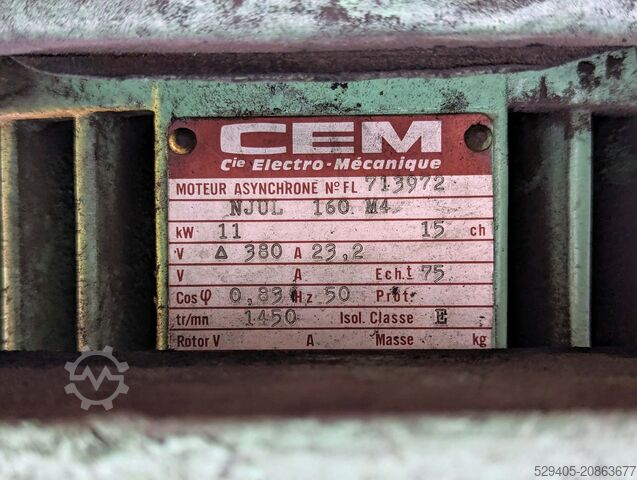 CEM
Cie Electro-Mécanique
MOTEUR ASYNCHRONE No FL 713972
NJUL 160 M4
kW 11 15 ch
V Δ 380 A 23,2
V A Ech.t 75
Cos φ 0,83 Hz 50 Prot.
tr/mn 1450 Isol. Classe E
Rotor V A Masse kg
529405-20863677